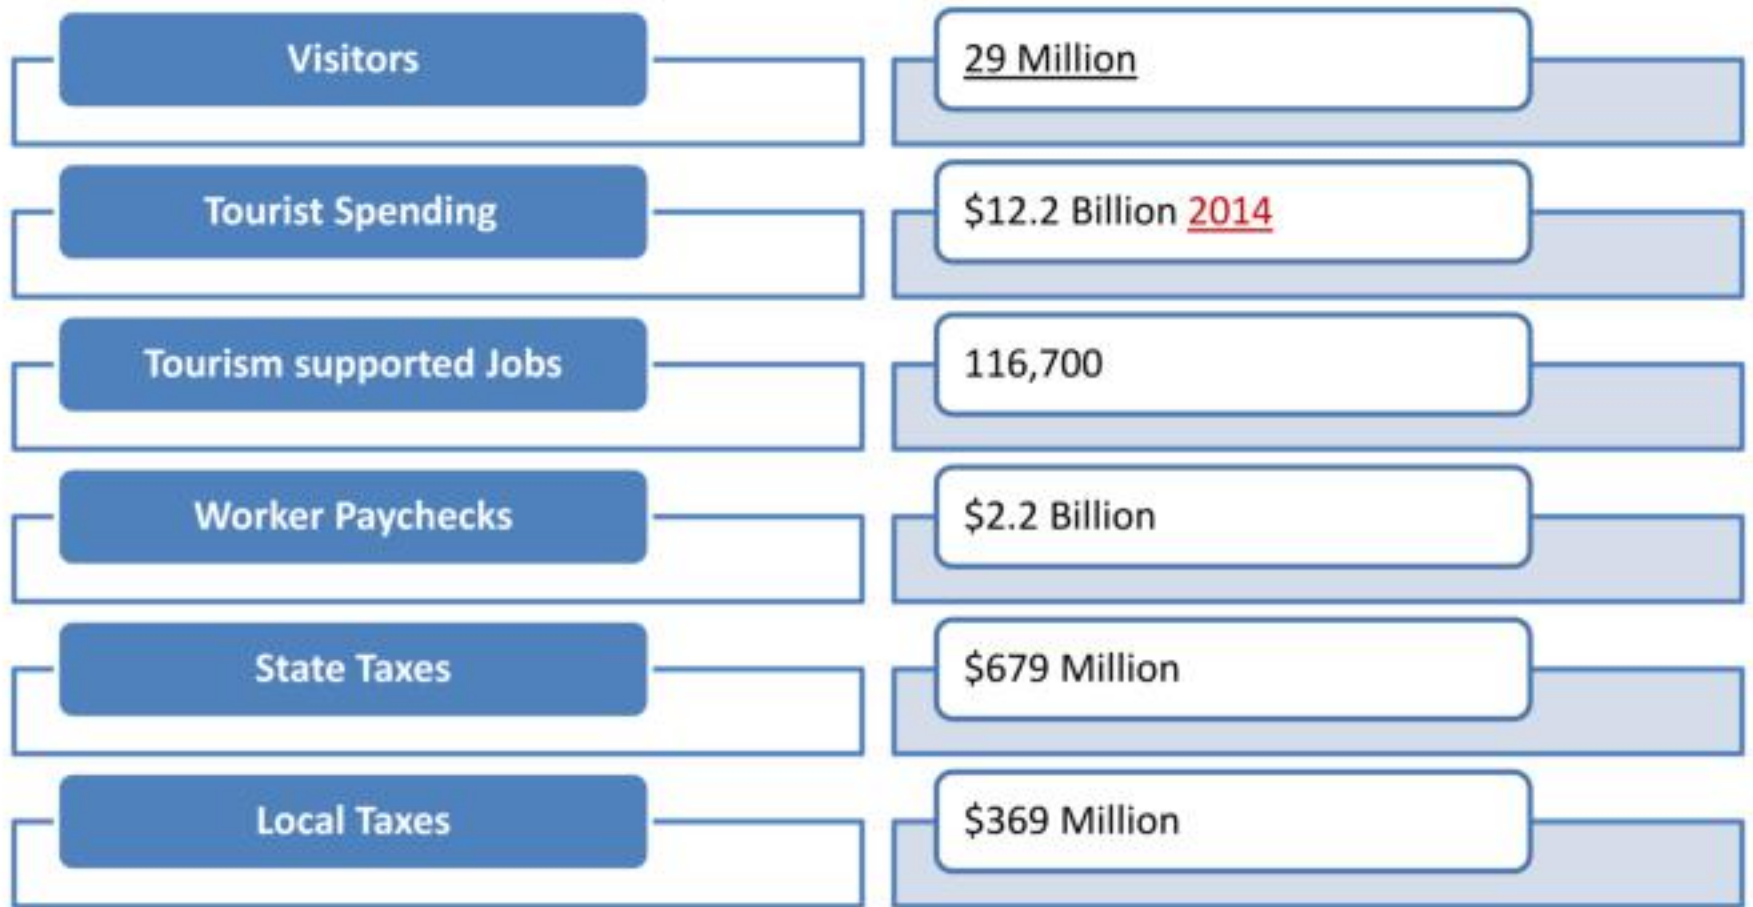 Visitors
29 Million
Tourist Spending
$12.2 Billion 2014
Tourism supported Jobs
116,700
Worker Paychecks
$2.2 Billion
State Taxes
$679 Million
Local Taxes
$369 Million